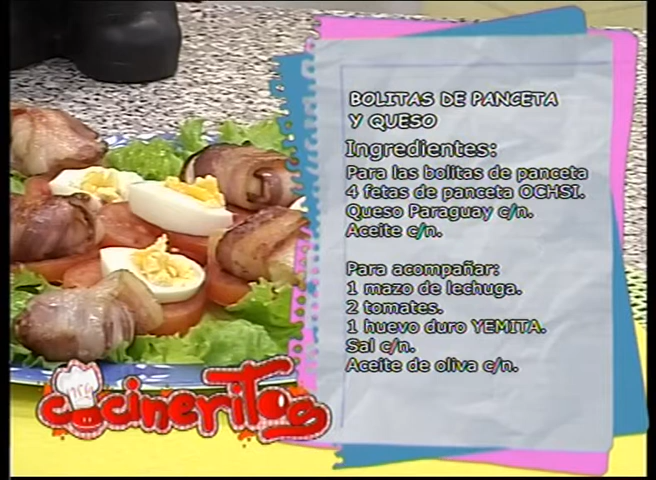 BOLITAS DE PANCETA
Y QUESO
Ingredientes:
Para las bolitas de panceta
4 fetas de panceta OCHSI.
Queso Paraguay c/n.
Aceite c/n.
Para acompañar:
1 mazo de lechuga.
2 tomates.
1 huevo duro YEMITA.
Sal c/n.
Aceite de oliva c/n.
cocineritos